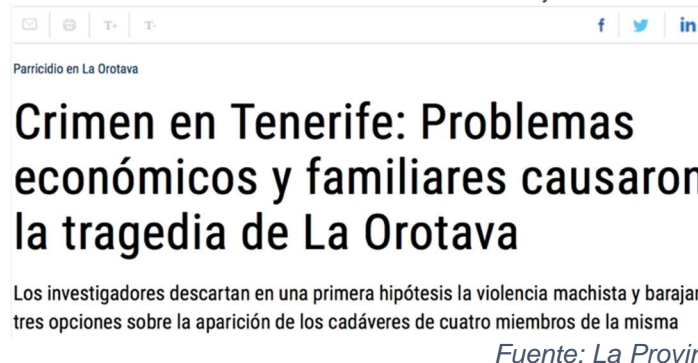 T+ T-
f in
Parricidio en La Orotava
Crimen en Tenerife: Problemas
económicos y familiares causaron
la tragedia de La Orotava
Los investigadores descartan en una primera hipótesis la violencia machista y barajan
tres opciones sobre la aparición de los cadáveres de cuatro miembros de la misma
Fuente: La Provin